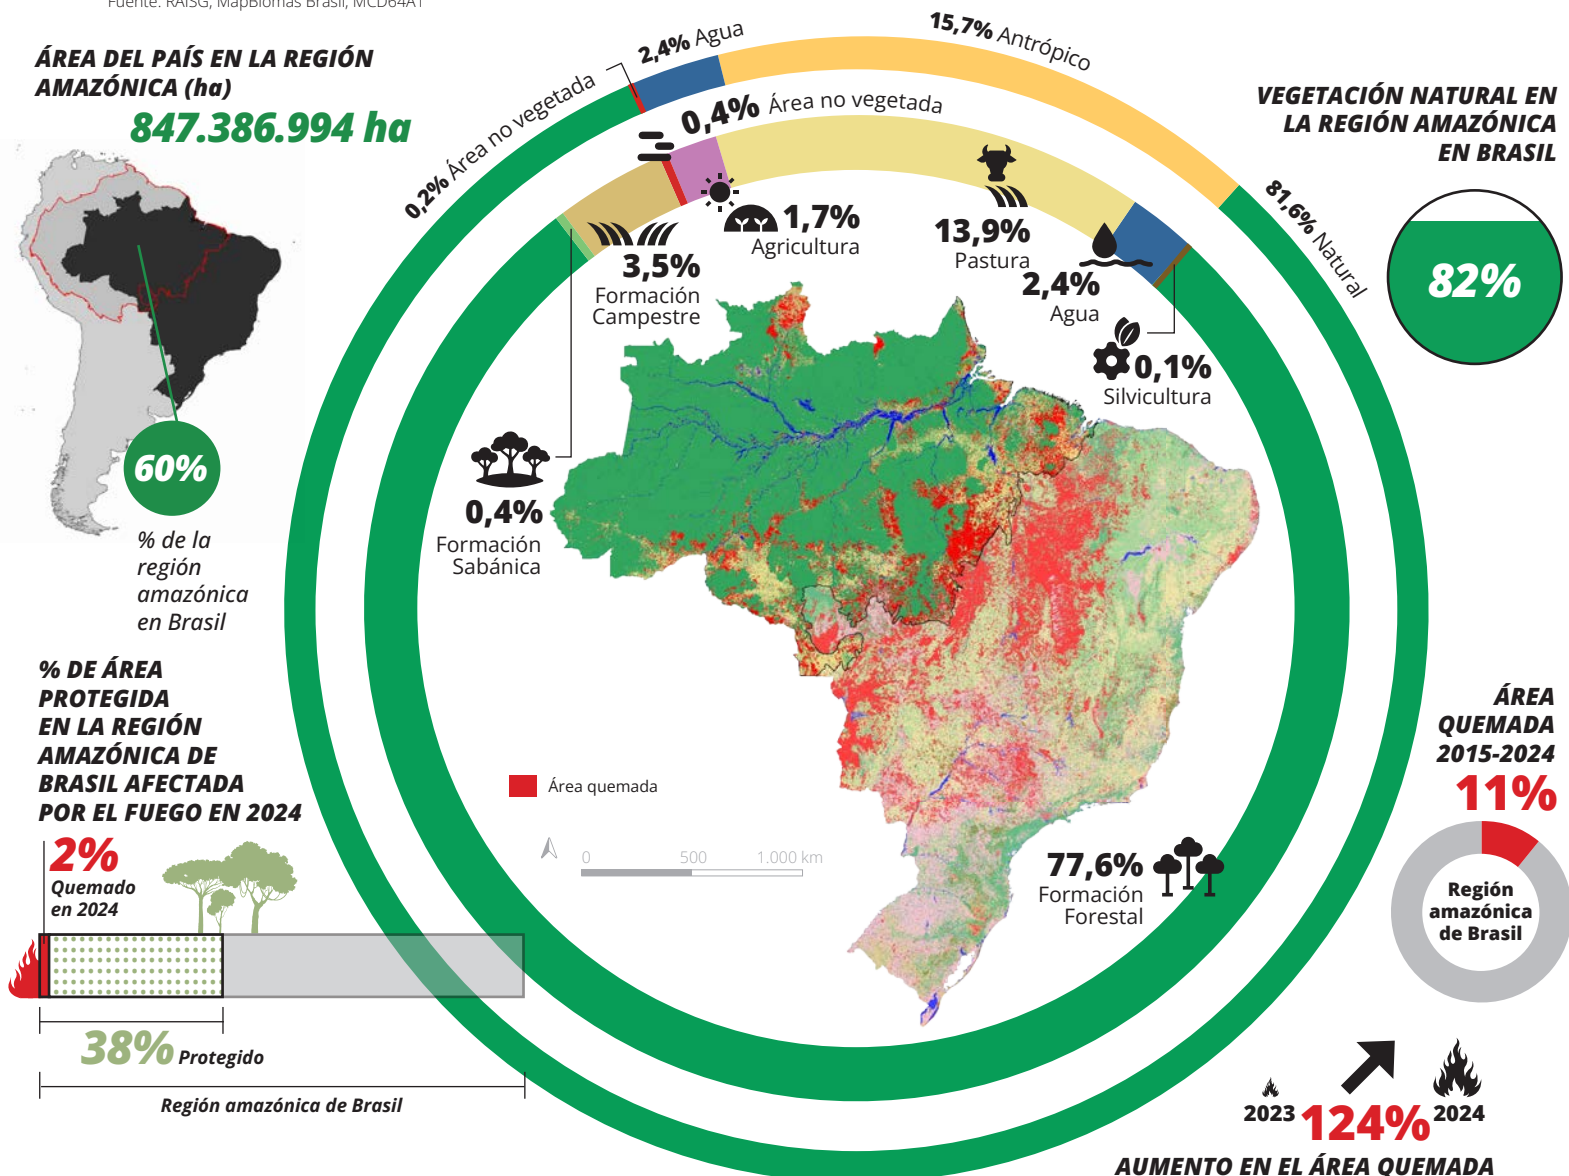 Fuente: RAISG, MapBiomas Brasil, MCD64A1
ÁREA DEL PAÍS EN LA REGIÓN
AMAZÓNICA (ha)
847.386.994 ha
60%
% de la
región
amazónica
en Brasil
0,2% Área no vegetada
2,4% Agua
15,7% Antrópico
81,6% Natural
0,4% Área no vegetada
1,7%
Agricultura
3,5%
Formación
Campestre
13,9%
Pastura
2,4%
Agua
0,1%
Silvicultura
0,4%
Formación
Sabánica
77,6%
Formación
Forestal
Área quemada
0 500 1.000 km
VEGETACIÓN NATURAL EN
LA REGIÓN AMAZÓNICA
EN BRASIL
82%
% DE ÁREA
PROTEGIDA
EN LA REGIÓN
AMAZÓNICA DE
BRASIL AFECTADA
POR EL FUEGO EN 2024
2%
Quemado
en 2024
38% Protegido
Región amazónica de Brasil
ÁREA
QUEMADA
2015-2024
11%
Región
amazónica
de Brasil
2023 124% 2024
AUMENTO EN EL ÁREA QUEMADA